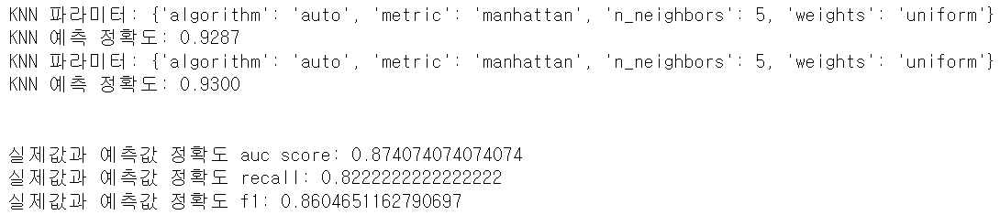 KNN 파라미터: {'algorithm': 'auto', 'metric': 'manhattan', 'n_neighbors': 5, 'weights': 'uniform'}
KNN 예측 정확도: 0.9287
KNN 파라미터: {'algorithm': 'auto', 'metric': 'manhattan', 'n_neighbors': 5, 'weights': 'uniform'}
KNN 예측 정확도: 0.9300
실제값과 예측값 정확도 auc score: 0.874074074074074
실제값과 예측값 정확도 recall: 0.8222222222222222
실제값과 예측값 정확도 f1: 0.8604651162790697